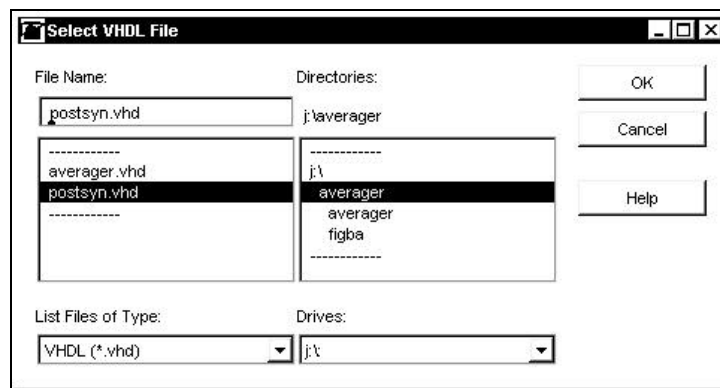 Select VHDL File
File Name:
postsyn.vhd
------------
averager.vhd
postsyn.vhd
------------
List Files of Type:
VHDL (*.vhd)
Directories:
j:\averager
------------
j:\
averager
averager
figba
------------
Drives:
j:\:
OK
Cancel
Help